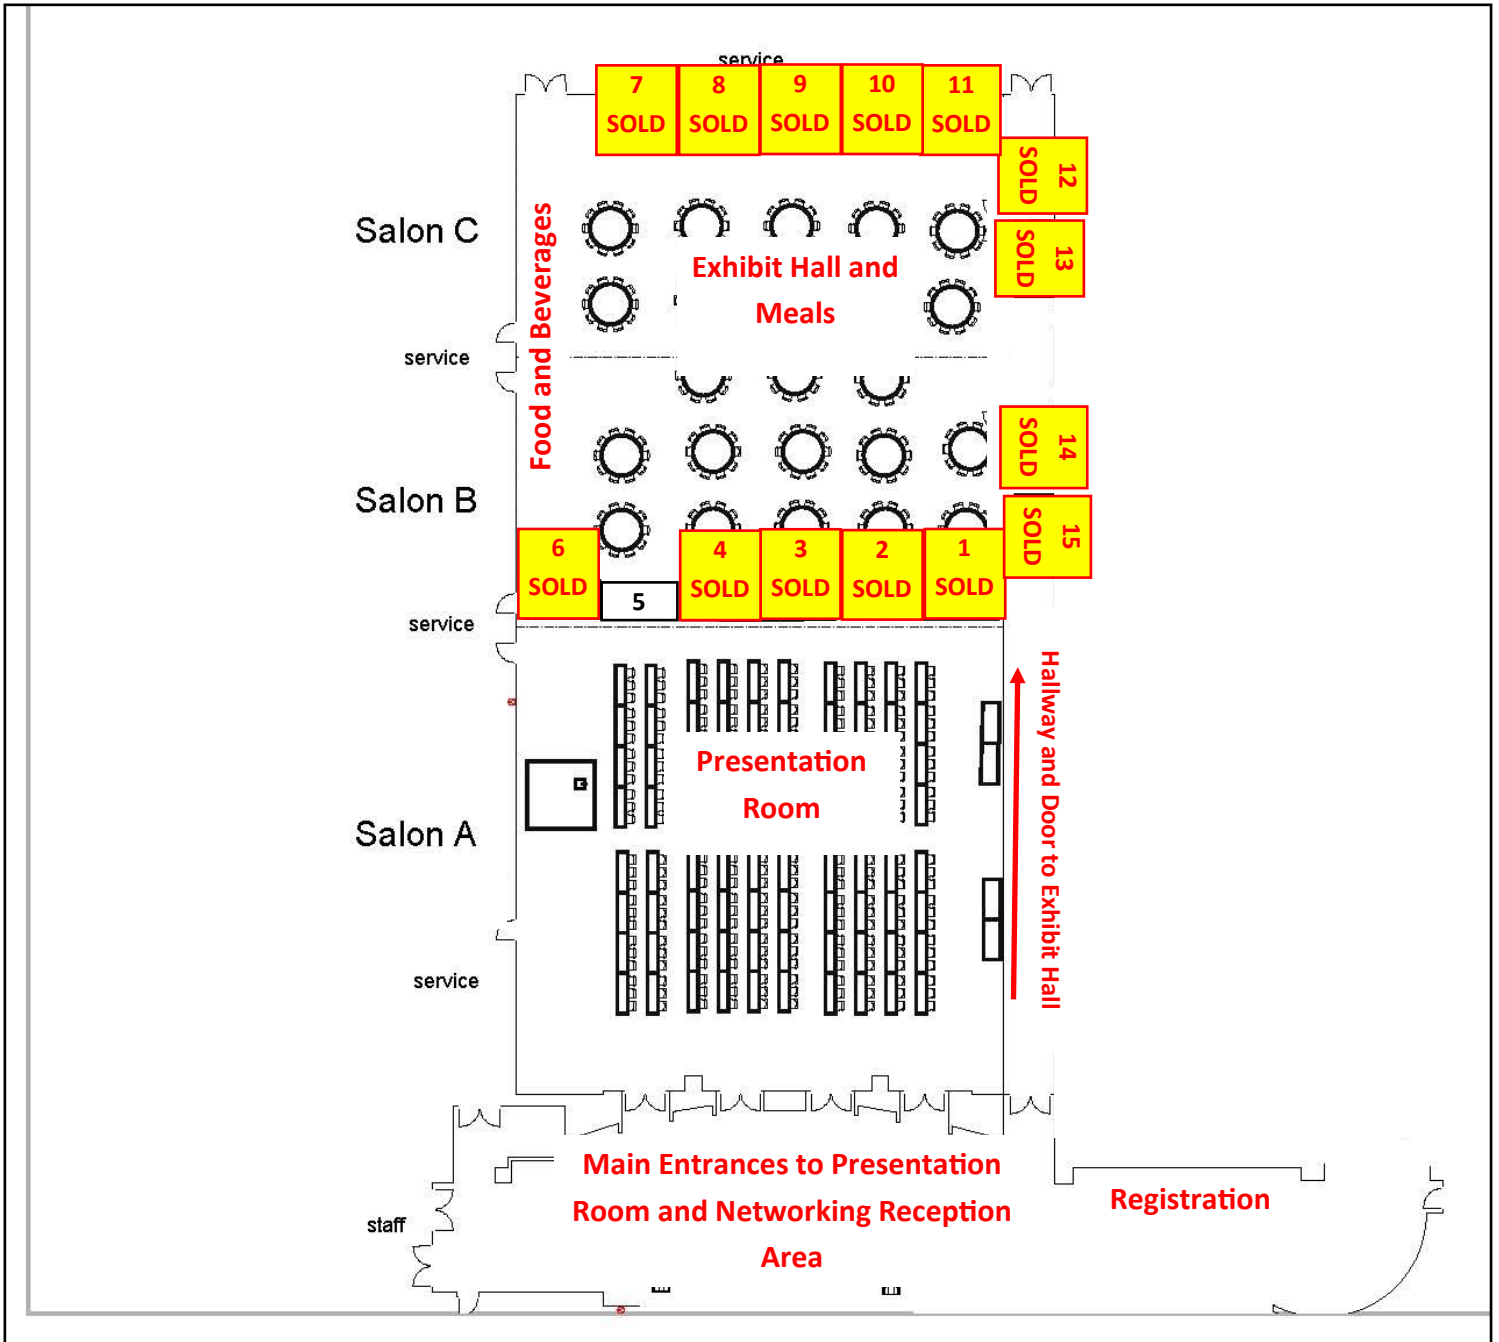 service
7
SOLD
8
SOLD
9
SOLD
10
SOLD
11
SOLD
12
SOLD
13
SOLD
Salon C
Food and Beverages
Exhibit Hall and
Meals
service
14
SOLD
Salon B
15
SOLD
6
SOLD
5
4
SOLD
3
SOLD
2
SOLD
1
SOLD
service
Hallway and Door to Exhibit Hall
Presentation
Room
Salon A
service
Main Entrances to Presentation
Room and Networking Reception
Area
Registration
staff